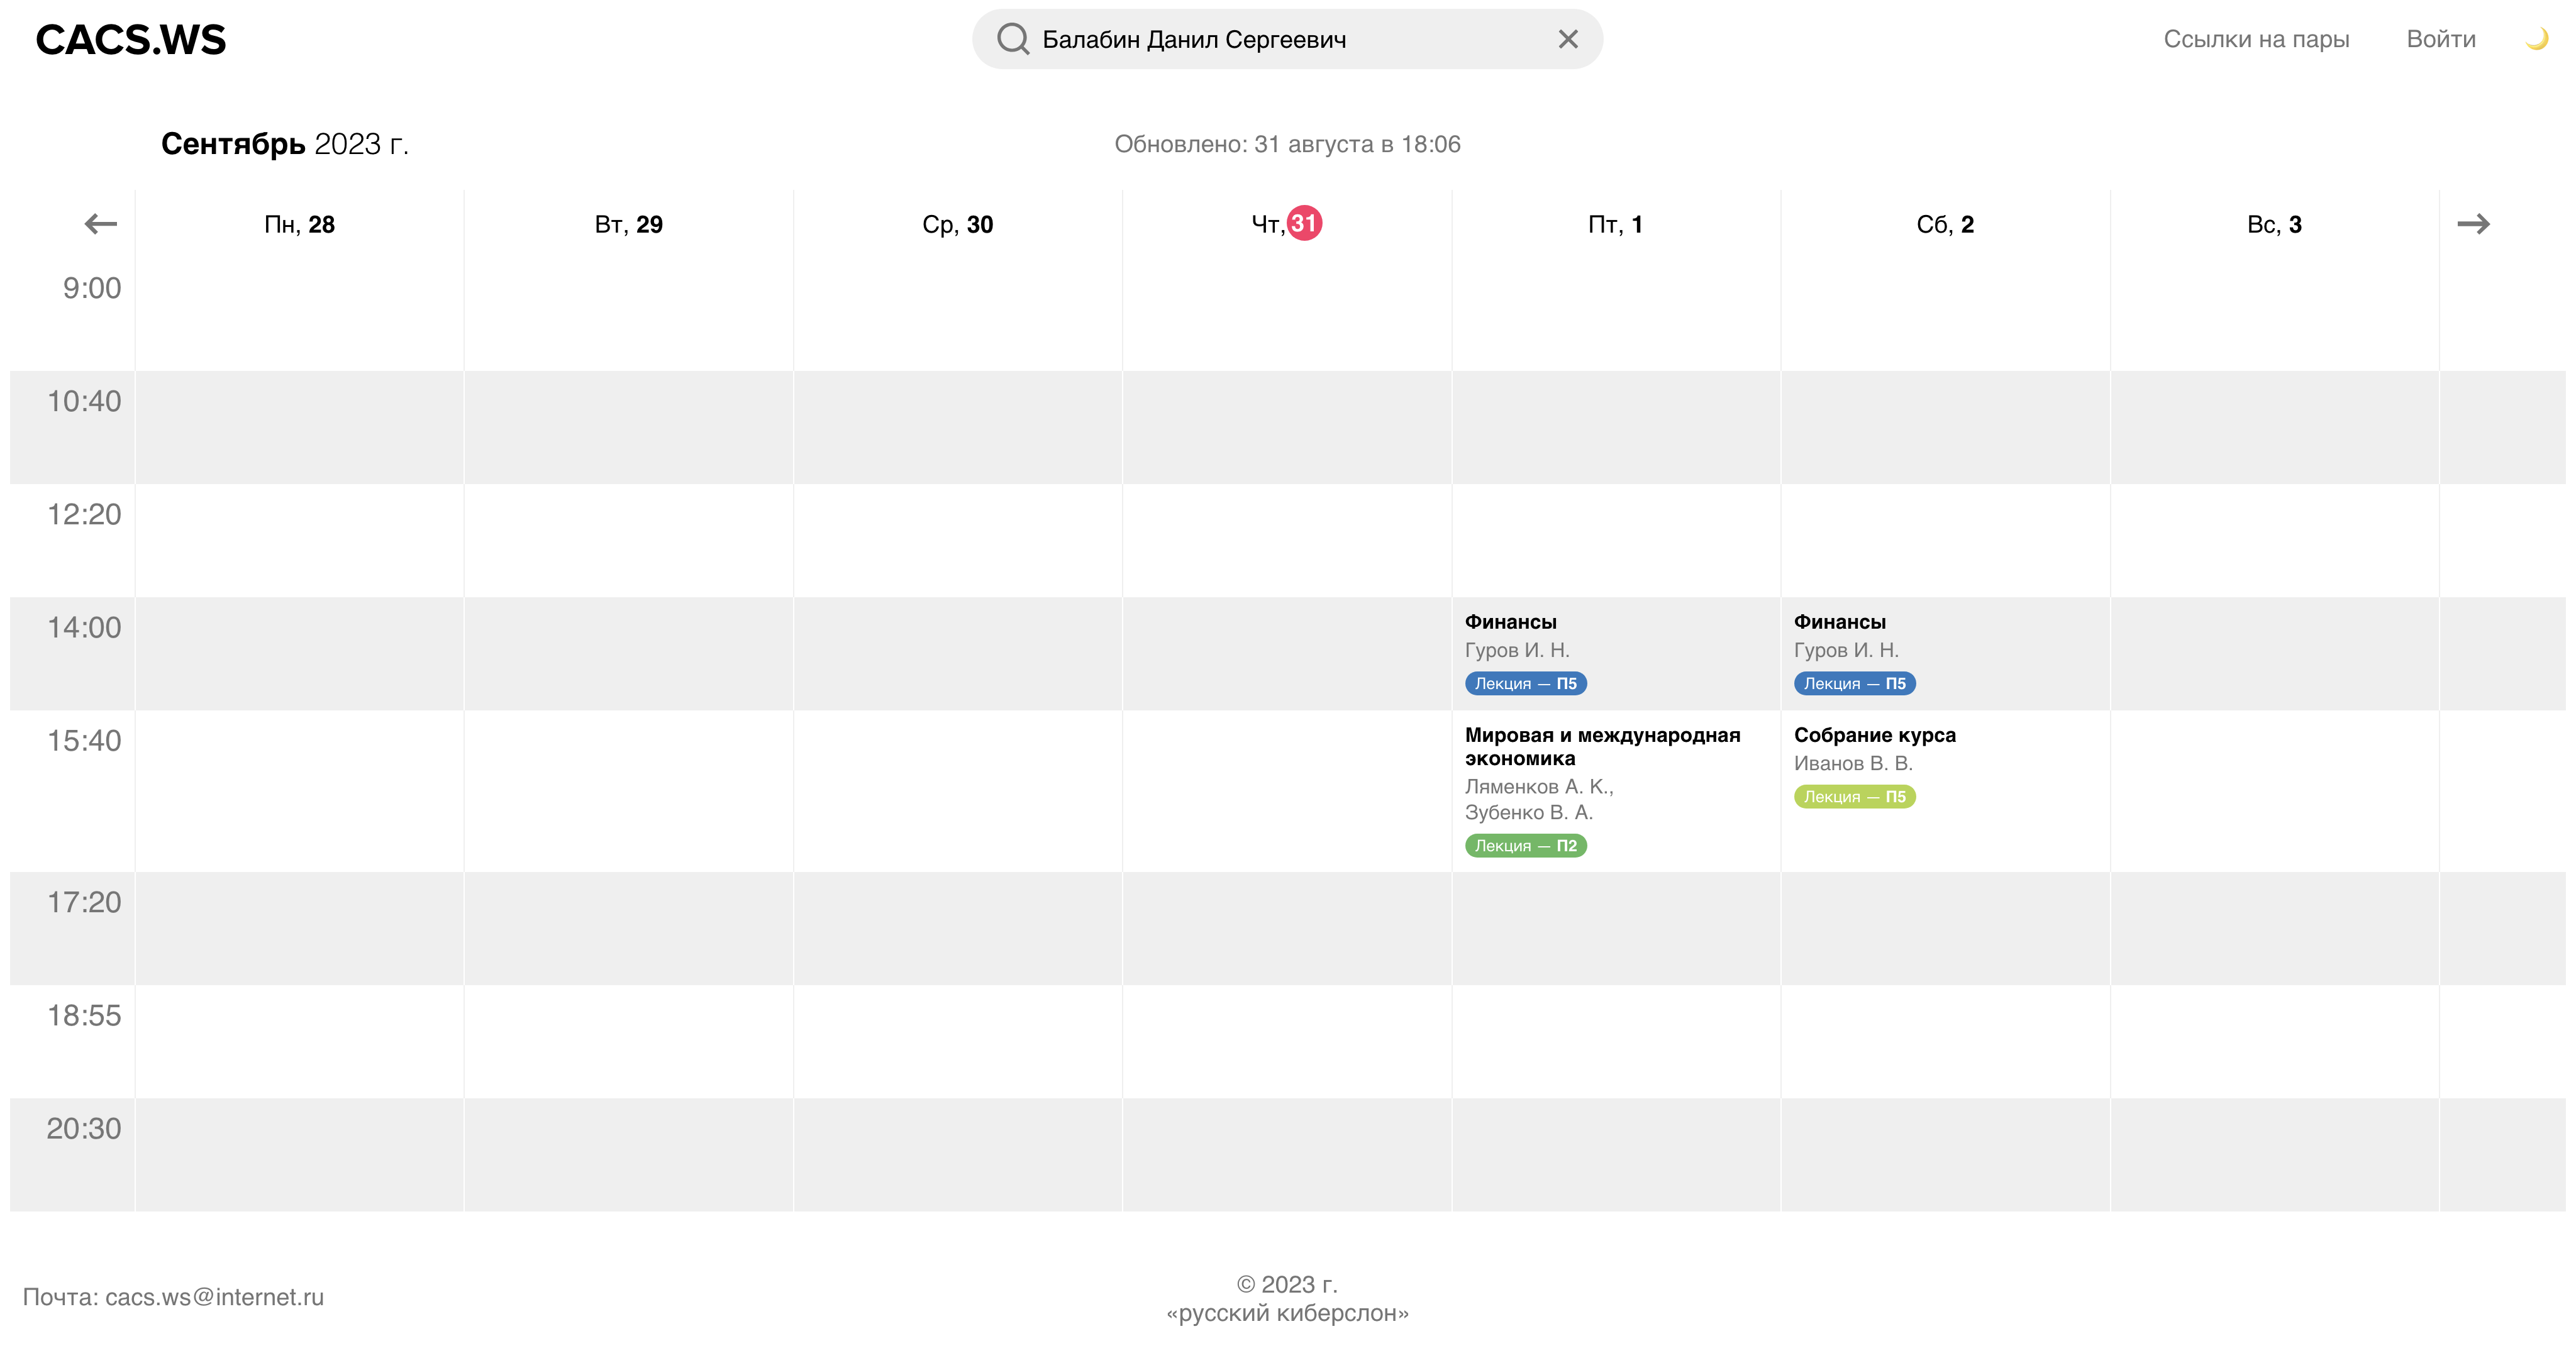 CACS.WS
Балабин Данил Сергеевич
Ссылки на пары
Войти
Сентябрь 2023 г.
Обновлено: 31 августа в 18:06
Пн, 28
Вт, 29
Ср, 30
Чт, 31
Пт, 1
Сб, 2
Вс, 3
9:00
10:40
12:20
14:00
Финансы
Гуров И. Н.
Лекция — П5
Финансы
Гуров И. Н.
Лекция — П5
15:40
Мировая и международная
экономика
Ляменков А. К.,
Зубенко В. А.
Лекция — П2
Собрание курса
Иванов В. В.
Лекция — П5
17:20
18:55
20:30
Почта: cacs.ws@internet.ru
© 2023 г.
«русский киберслон»